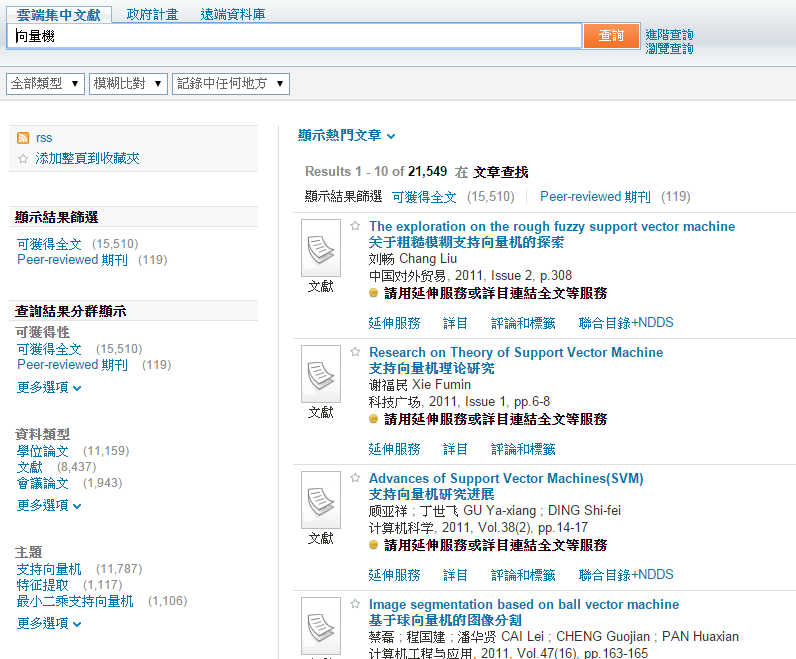 雲端集中文獻 政府計畫 遠端資料庫
向量機 查詢 進階查詢
瀏覽查詢
全部類型 ▼ 模糊比對 ▼ 記錄中任何地方 ▼
rss
添加整頁到收藏夾
顯示結果篩選
可獲得全文 (15,510)
Peer-reviewed 期刊 (119)
查詢結果分群顯示
可獲得性
可獲得全文 (15,510)
Peer-reviewed 期刊 (119)
更多選項
資料類型
學位論文 (11,159)
文獻 (8,437)
會議論文 (1,943)
更多選項
主題
支持向量机 (11,787)
特征提取 (1,117)
最小二乘支持向量机 (1,106)
更多選項
顯示熱門文章
Results 1 - 10 of 21,549 在 文章查找
顯示結果篩選 可獲得全文 (15,510) Peer-reviewed 期刊 (119)
The exploration on the rough fuzzy support vector machine
关于粗糙模糊支持向量机的探索
刘畅 Chang Liu
中国对外贸易, 2011, Issue 2, p.308
文獻
請用延伸服務或詳目連結全文等服務
延伸服務 詳目 評論和標籤 聯合目錄+NDDS
Research on Theory of Support Vector Machine
支持向量机理论研究
谢福民 Xie Fumin
科技广场, 2011, Issue 1, pp.6-8
文獻
請用延伸服務或詳目連結全文等服務
延伸服務 詳目 評論和標籤
Advances of Support Vector Machines(SVM)
支持向量机研究进展
顾亚祥 ; 丁世飞 GU Ya-xiang ; DING Shi-fei
计算机科学, 2011, Vol.38(2), pp.14-17
文獻
請用延伸服務或詳目連結全文等服務
延伸服務 詳目 評論和標籤 聯合目錄+NDDS
Image segmentation based on ball vector machine
基于球向量机的图像分割
蔡磊 ; 程国建 ; 潘华贤 CAI Lei ; CHENG Guojian ; PAN Huaxian
计算机工程与应用, 2011, Vol.47(16), pp.163-165